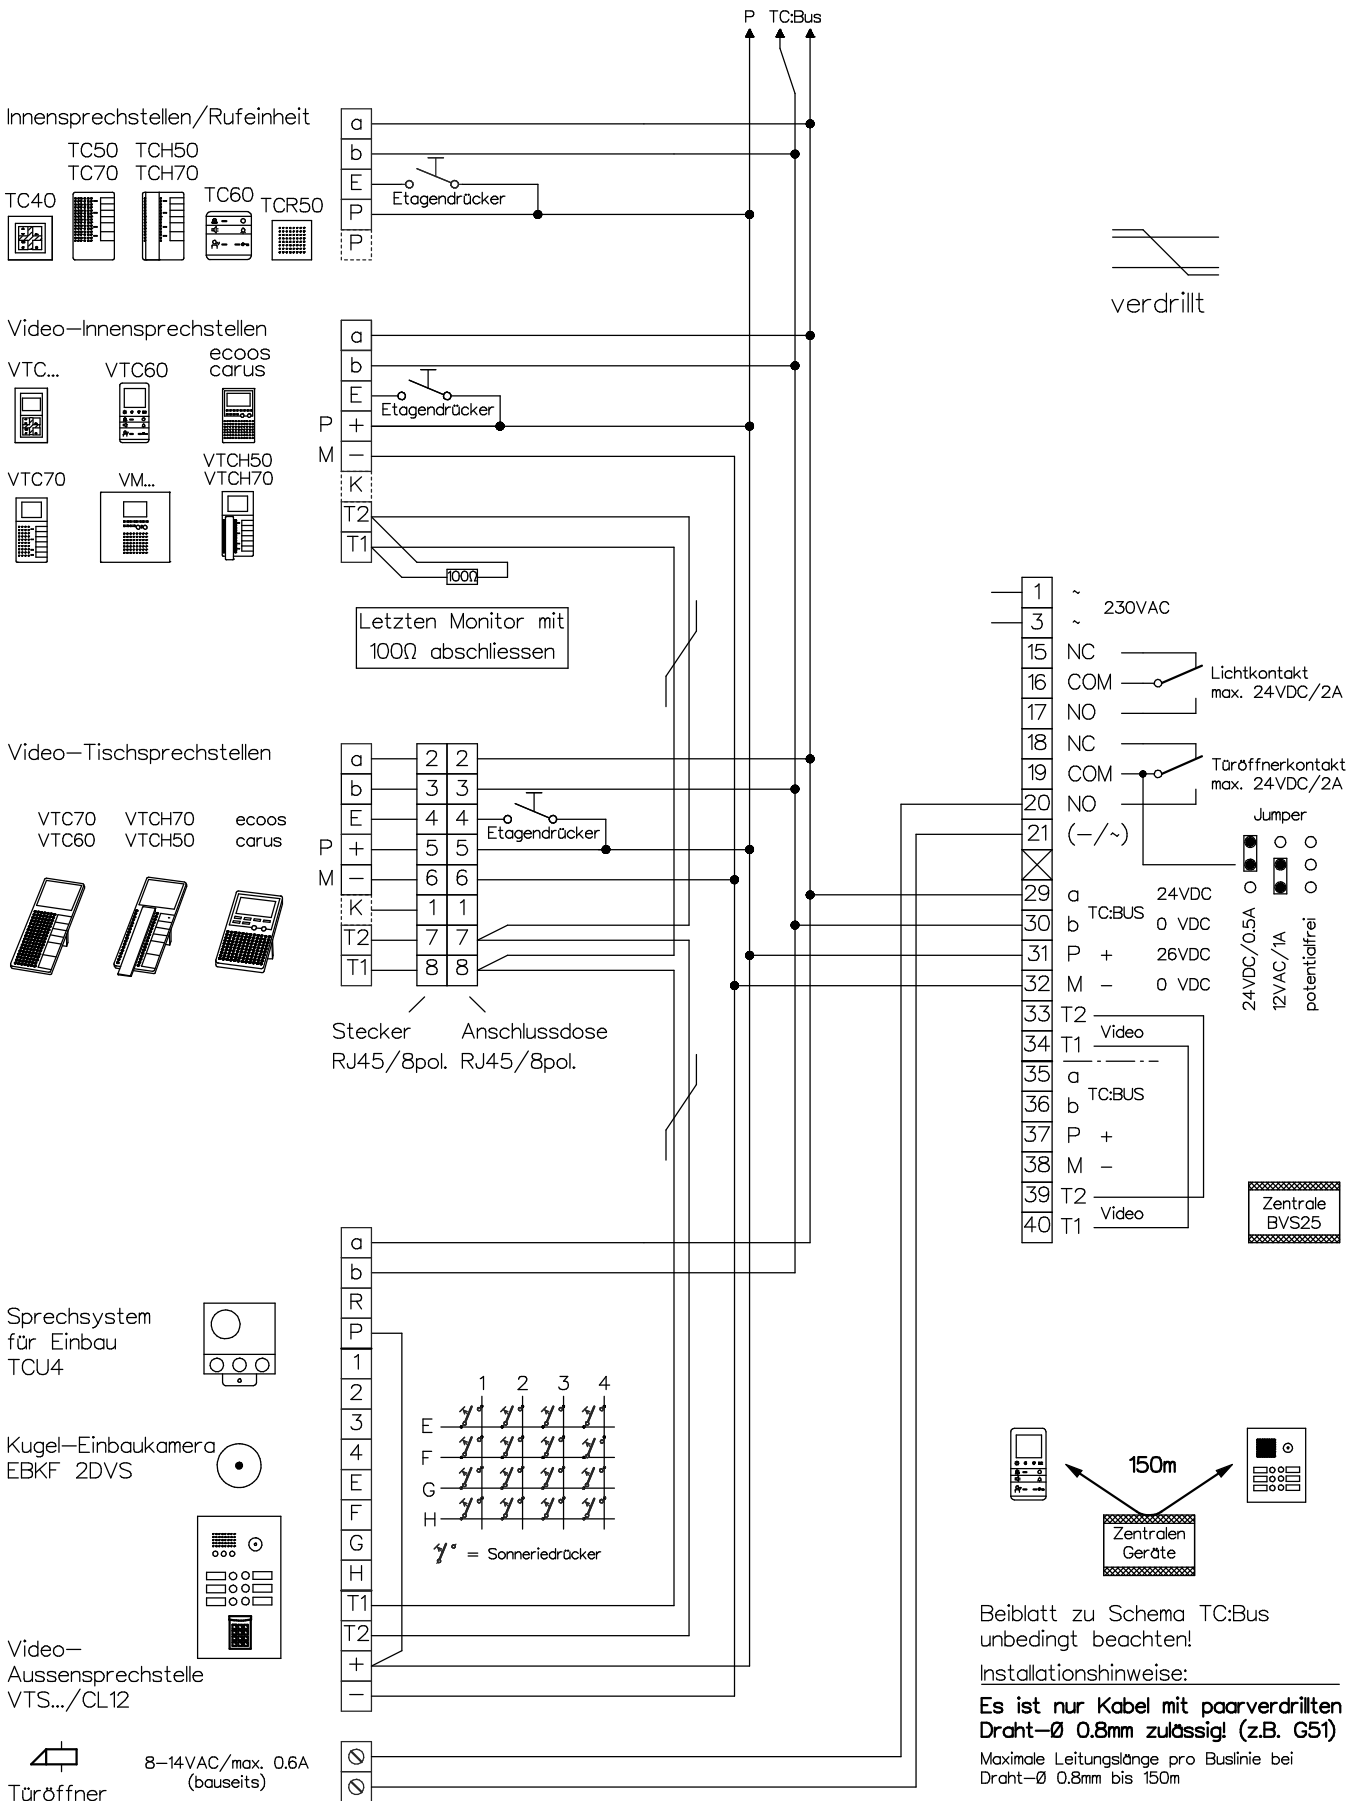 P TC:Bus
Innensprechstellen/Rufeinheit
TC50 TCH50
TC70 TCH70
TC40
TC60
TCR50
a
b
E
P
P
Etagendrücker
verdrillt
Video-Innensprechstellen
VTC...
VTC60
ecoos
carus
VTC70
VM...
VTCH50
VTCH70
a
b
E
P +
M -
K
T2
T1
Etagendrücker
100Ω
Letzten Monitor mit
100Ω abschliessen
Video-Tischsprechstellen
VTC70 VTCH70 ecoos
VTC60 VTCH50 carus
a 2 2
b 3 3
E 4 4
P + 5 5
M - 6 6
K 1 1
T2 7 7
T1 8 8
Etagendrücker
Stecker Anschlussdose
RJ45/8pol. RJ45/8pol.
1 ~
3 ~
230VAC
15 NC
16 COM
17 NO
Lichtkontakt
max. 24VDC/2A
18 NC
19 COM
20 NO
21 (-/~)
Türöffnerkontakt
max. 24VDC/2A
Jumper
24VDC/0.5A
12VAC/1A
potentialfrei
29 a 24VDC
TC:BUS
30 b 0 VDC
31 P + 26VDC
32 M - 0 VDC
33 T2
Video
34 T1
35 a
TC:BUS
36 b
37 P +
38 M -
39 T2
Video
40 T1
Zentrale
BVS25
Sprechsystem
für Einbau
TCU4
Kugel-Einbaukamera
EBKF 2DVS
Video-
Aussensprechstelle
VTS.../CL12
a
b
R
P
1
2
3
4
E
F
G
H
T1
T2
+
-
1 2 3 4
E
F
G
H
= Sonneriedrücker
Türöffner
8-14VAC/max. 0.6A
(bauseits)
150m
Zentralen
Geräte
Beiblatt zu Schema TC:Bus
unbedingt beachten!
Installationshinweise:
Es ist nur Kabel mit paarverdrillten
Draht-Ø 0.8mm zulässig! (z.B. G51)
Maximale Leitungslänge pro Buslinie bei
Draht-Ø 0.8mm bis 150m